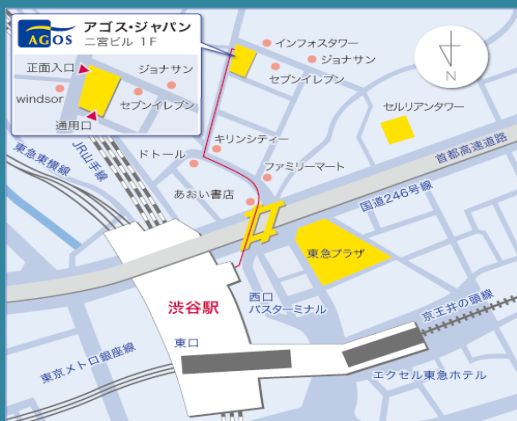 AGOS
アゴス・ジャパン
二宮ビル 1F
正面入口
ジョナサン
windsor
セブンイレブン
通用口
インフォスタワー
ジョナサン
セブンイレブン
N
セルリアンタワー
キリンシティー
ドトール
ファミリーマート
あおい書店
首都高速道路
国道246号線
東急東横線
JR山手線
東急プラザ
渋谷駅
西口
バスターミナル
東口
京王井の頭線
東京メトロ銀座線
エクセル東急ホテル